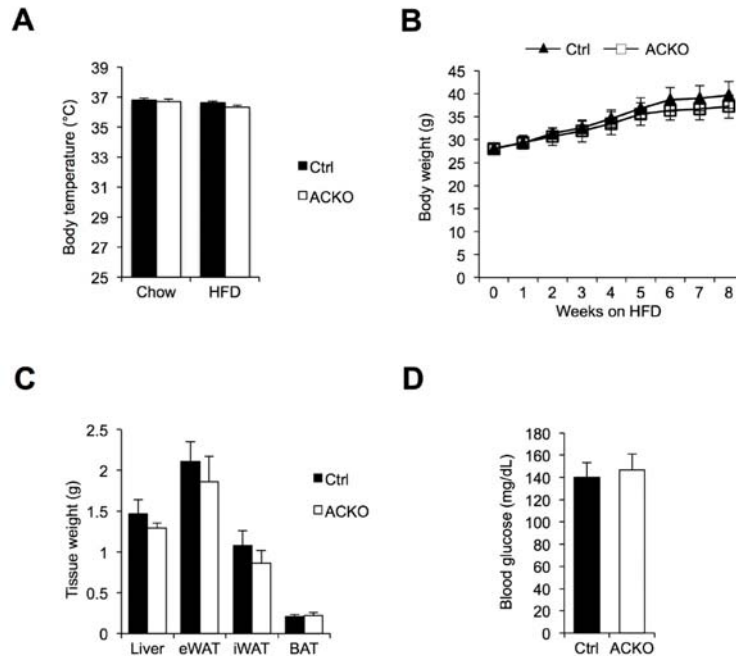 A
Body temperature (°C)
39
37
35
33
31
29
27
25
Chow
HFD
Ctrl
ACKO
B
Ctrl
ACKO
Body weight (g)
45
40
35
30
25
20
15
10
5
0
0 1 2 3 4 5 6 7 8
Weeks on HFD
C
Tissue weight (g)
2.5
2
1.5
1
0.5
0
Liver eWAT iWAT BAT
Ctrl
ACKO
D
Blood glucose (mg/dL)
180
160
140
120
100
80
60
40
20
0
Ctrl ACKO